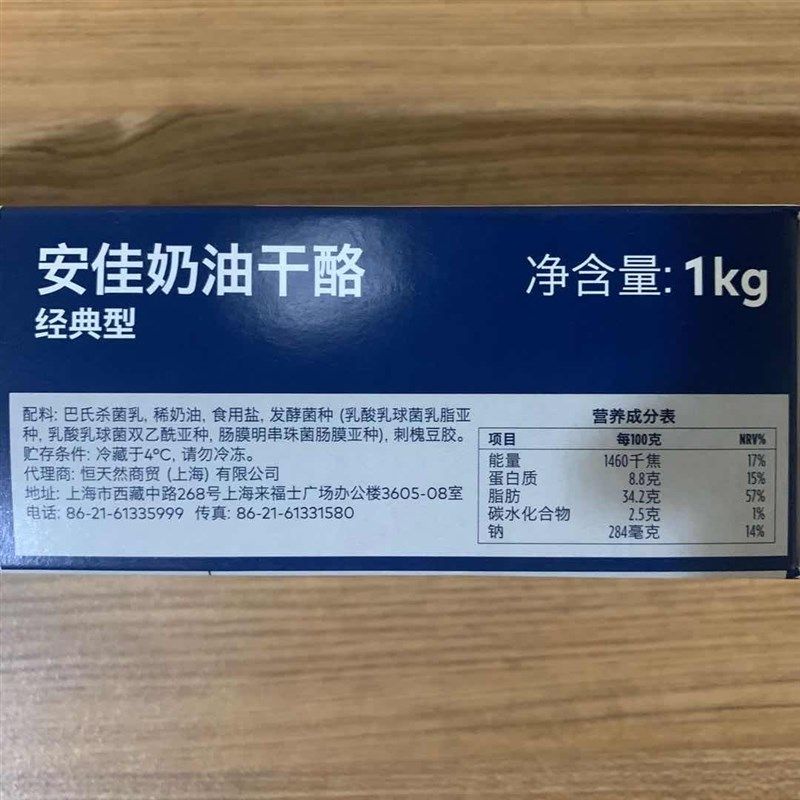 安佳奶油干酪
经典型
净含量: 1kg
配料: 巴氏杀菌乳, 稀奶油, 食用盐, 发酵菌种 (乳酸乳球菌乳脂亚
种, 乳酸乳球菌双乙酰亚种, 肠膜明串珠菌肠膜亚种), 刺槐豆胶。
贮存条件: 冷藏于4°C, 请勿冷冻。
代理商: 恒天然商贸 (上海) 有限公司
地址: 上海市西藏中路268号上海来福士广场办公楼3605-08室
电话: 86-21-61335999 传真: 86-21-61331580
营养成分表
项目 每100克 NRV%
能量 1460千焦 17%
蛋白质 8.8克 15%
脂肪 34.2克 57%
碳水化合物 2.5克 1%
钠 284毫克 14%